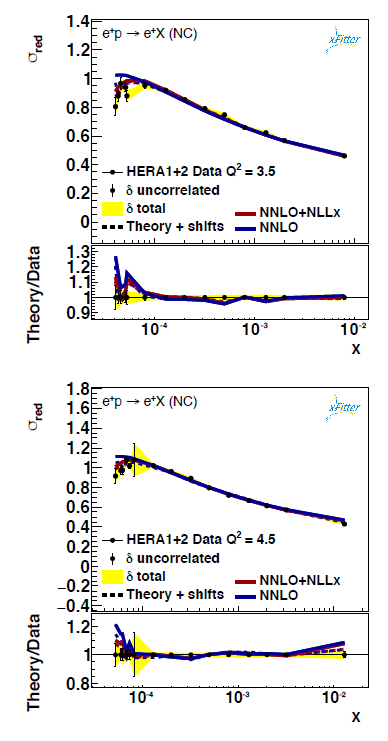 1.4
e⁺p → e⁺X (NC)
xFitter
σred
1.2
1
0.8
0.6
0.4
0.2
0
HERA1+2 Data Q² = 3.5
δ uncorrelated
δ total
Theory + shifts
NNLO+NLLx
NNLO
Theory/Data
1.3
1.2
1.1
1
0.9
10⁻⁴ 10⁻³ 10⁻²
x
1.8
e⁺p → e⁺X (NC)
xFitter
σred
1.6
1.4
1.2
1
0.8
0.6
0.4
0.2
0
−0.2
−0.4
HERA1+2 Data Q² = 4.5
δ uncorrelated
δ total
Theory + shifts
NNLO+NLLx
NNLO
Theory/Data
1.2
1
0.8
10⁻⁴ 10⁻³ 10⁻²
x